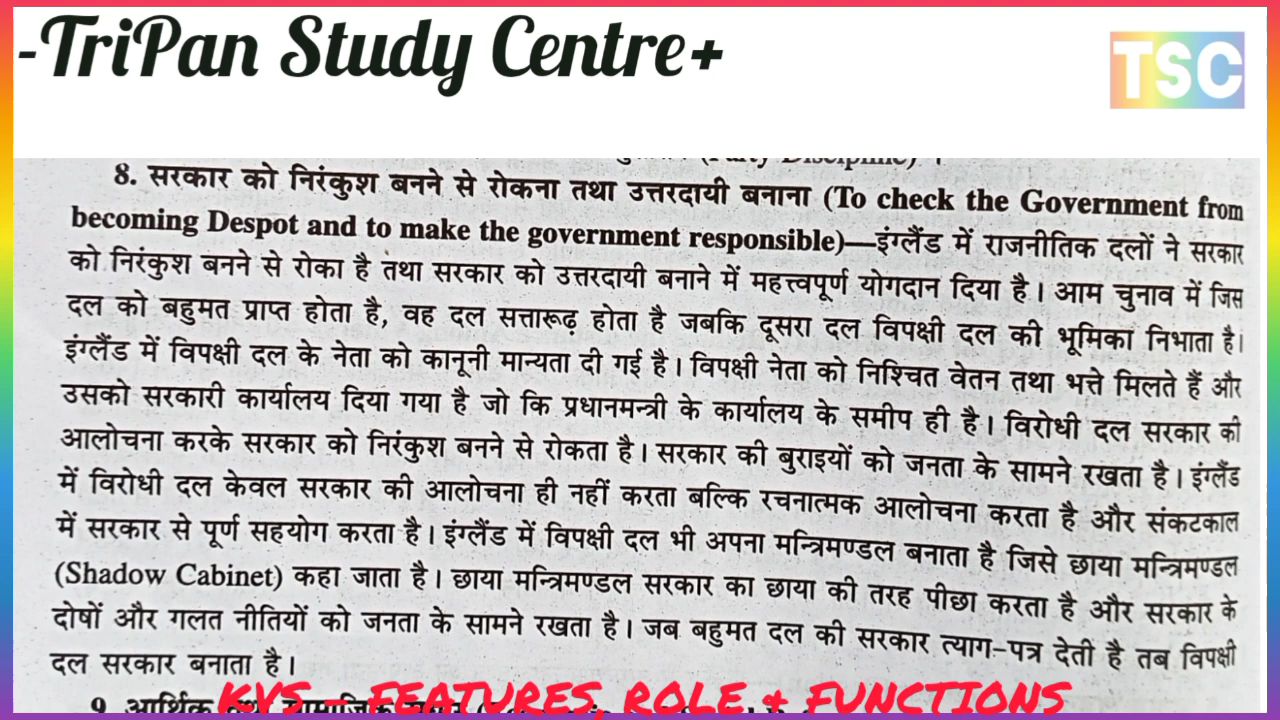 -TriPan Study Centre+
TSC
(Party Discipline) ।
8. सरकार को निरंकुश बनने से रोकना तथा उत्तरदायी बनाना (To check the Government from
becoming Despot and to make the government responsible)—इंग्लैंड में राजनीतिक दलों ने सरकार
को निरंकुश बनने से रोका है तथा सरकार को उत्तरदायी बनाने में महत्त्वपूर्ण योगदान दिया है। आम चुनाव में जिस
दल को बहुमत प्राप्त होता है, वह दल सत्तारूढ़ होता है जबकि दूसरा दल विपक्षी दल की भूमिका निभाता है।
इंग्लैंड में विपक्षी दल के नेता को कानूनी मान्यता दी गई है। विपक्षी नेता को निश्चित वेतन तथा भत्ते मिलते हैं और
उसको सरकारी कार्यालय दिया गया है जो कि प्रधानमन्त्री के कार्यालय के समीप ही है। विरोधी दल सरकार की
आलोचना करके सरकार को निरंकुश बनने से रोकता है। सरकार की बुराइयों को जनता के सामने रखता है। इंग्लैंड
में विरोधी दल केवल सरकार की आलोचना ही नहीं करता बल्कि रचनात्मक आलोचना करता है और संकटकाल
में सरकार से पूर्ण सहयोग करता है। इंग्लैंड में विपक्षी दल भी अपना मन्त्रिमण्डल बनाता है जिसे छाया मन्त्रिमण्डल
(Shadow Cabinet) कहा जाता है। छाया मन्त्रिमण्डल सरकार का छाया की तरह पीछा करता है और सरकार के
दोषों और गलत नीतियों को जनता के सामने रखता है। जब बहुमत दल की सरकार त्याग-पत्र देती है तब विपक्षी
दल सरकार बनाता है।
9. आर्थिक
KVS - FEATURES, ROLE & FUNCTIONS